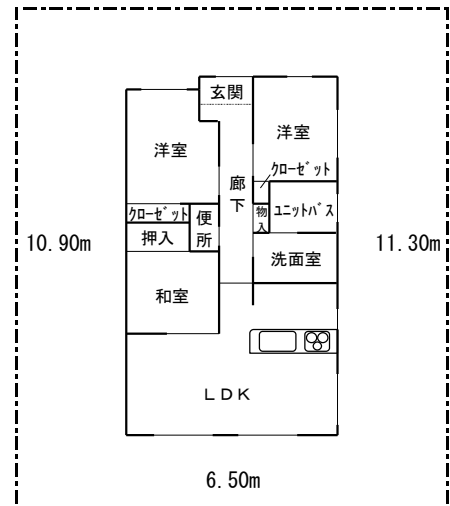 玄関
洋室
洋室
クローゼット
廊下
クローゼット
便所
物入
ユニットバス
押入
10.90m
11.30m
洗面室
和室
LDK
6.50m